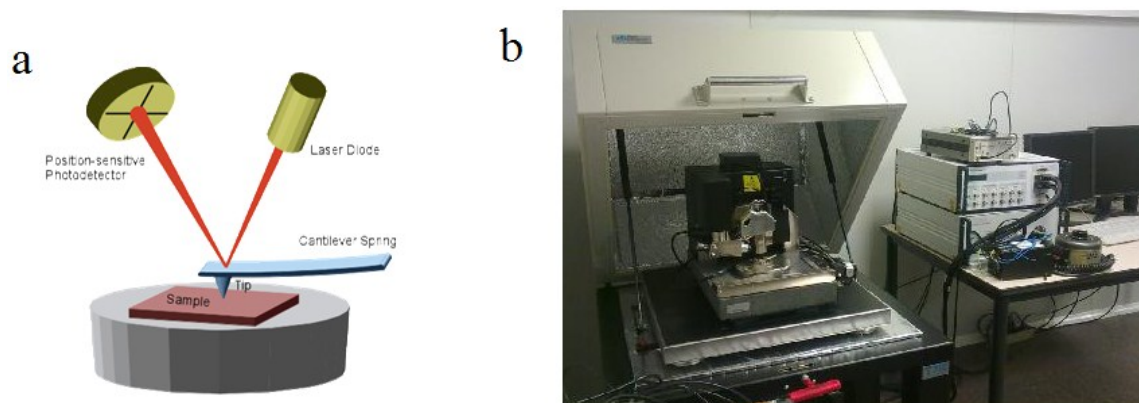 a
b
Position-sensitive
Photodetector
Laser Diode
Cantilever Spring
Tip
Sample